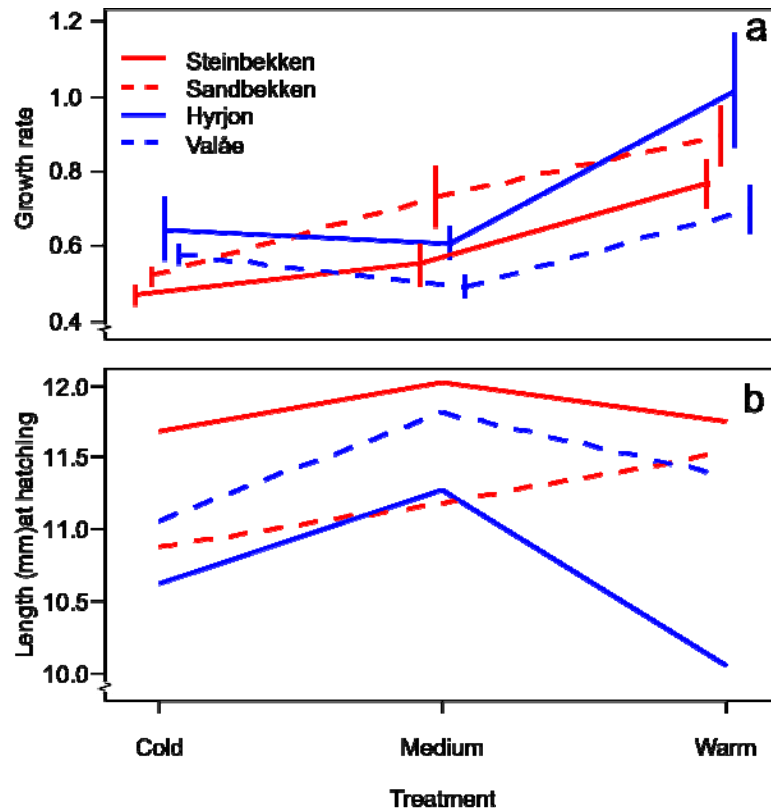 a
Steinbekken
Sandbekken
Hyrjon
Valåe
Growth rate
1.2
1.0
0.8
0.6
0.4
b
Length (mm)at hatching
12.0
11.5
11.0
10.5
10.0
Cold Medium Warm
Treatment